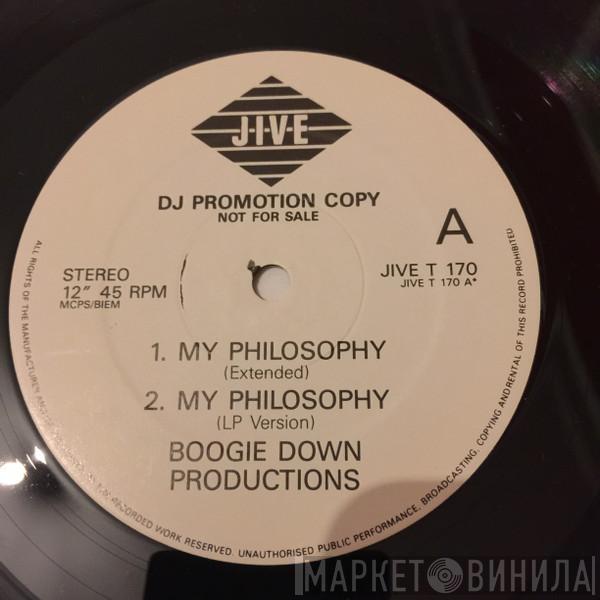 J·I·V·E
DJ PROMOTION COPY
NOT FOR SALE
A
STEREO
12" 45 RPM
MCPS/BIEM
JIVE T 170
JIVE T 170 A*
1. MY PHILOSOPHY
(Extended)
2. MY PHILOSOPHY
(LP Version)
BOOGIE DOWN
PRODUCTIONS
ALL RIGHTS OF THE MANUFACTURER AND RECORDED WORK RESERVED. UNAUTHORISED PUBLIC PERFORMANCE, BROADCASTING, COPYING AND RENTAL OF THIS RECORD PROHIBITED
МАРКЕТ ВИНИЛА